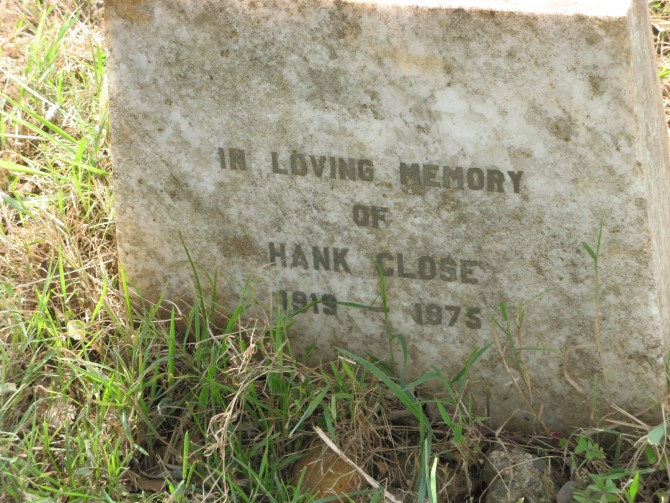 IN LOVING MEMORY
OF
HANK CLOSE
1919 — 1975